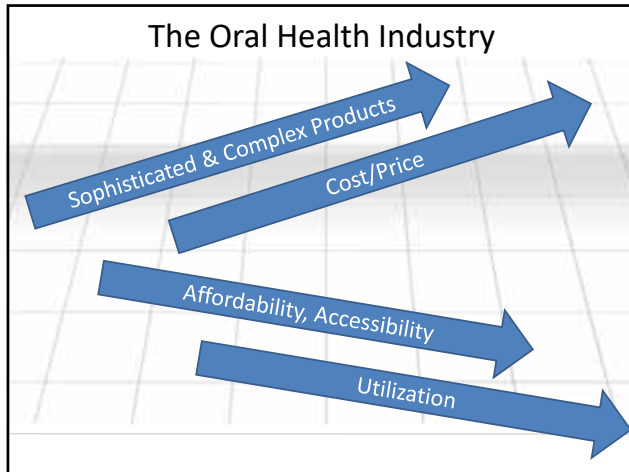 The Oral Health Industry
Sophisticated & Complex Products
Cost/Price
Affordability, Accessibility
Utilization